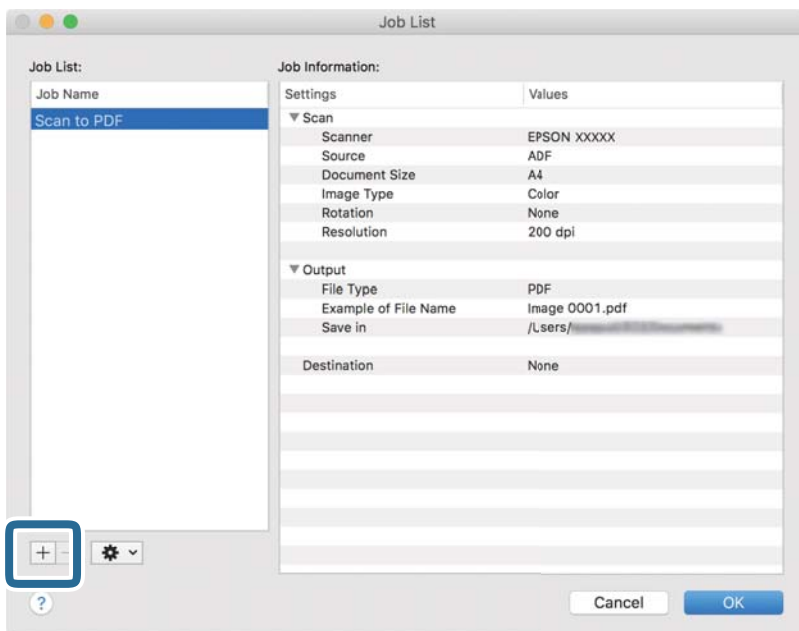 Job List
Job List:
Job Information:
Job Name
Scan to PDF
Settings Values
Scan
Scanner EPSON XXXXX
Source ADF
Document Size A4
Image Type Color
Rotation None
Resolution 200 dpi
Output
File Type PDF
Example of File Name Image 0001.pdf
Save in /Users/
Destination None
+ -
? Cancel OK